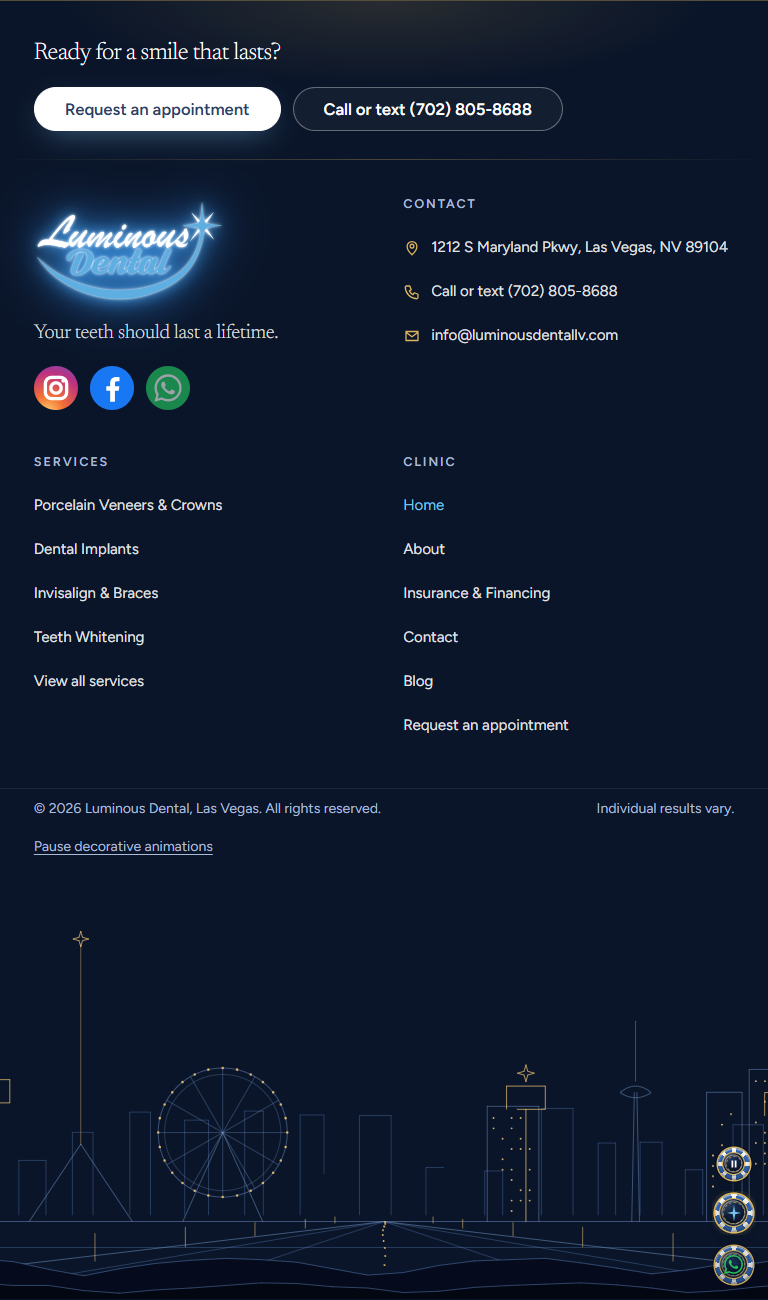 Ready for a smile that lasts?
Request an appointment
Call or text (702) 805-8688
Luminous
Dental
Your teeth should last a lifetime.
CONTACT
1212 S Maryland Pkwy, Las Vegas, NV 89104
Call or text (702) 805-8688
info@luminousdentallv.com
SERVICES
Porcelain Veneers & Crowns
Dental Implants
Invisalign & Braces
Teeth Whitening
View all services
CLINIC
Home
About
Insurance & Financing
Contact
Blog
Request an appointment
© 2026 Luminous Dental, Las Vegas. All rights reserved.
Individual results vary.
Pause decorative animations